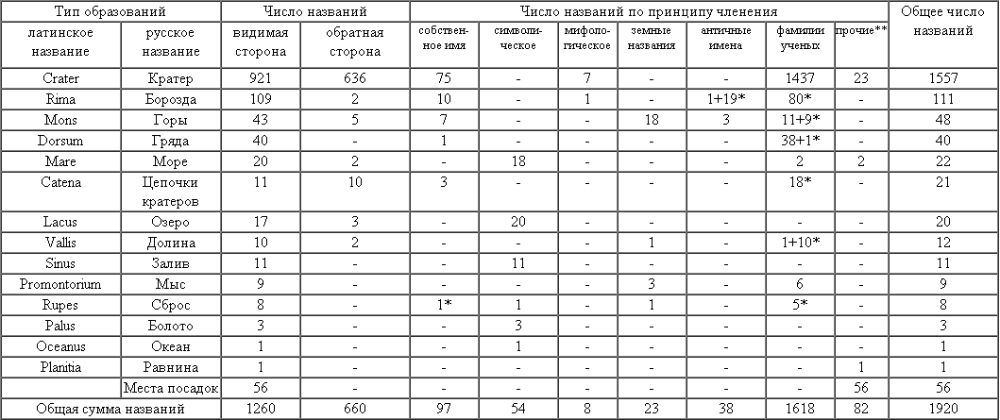 Тип образований Число названий Число названий по принципу членения Общее число названий
латинское название русское название видимая сторона обратная сторона собствен-ное имя символи-ческое мифоло-гическое земные названия античные имена фамилии ученых прочие**
Crater Кратер 921 636 75 - 7 - - 1437 23 1557
Rima Борозда 109 2 10 - 1 - 1+19* 80* - 111
Mons Горы 43 5 7 - - 18 3 11+9* - 48
Dorsum Гряда 40 - 1 - - - - 38+1* - 40
Mare Море 20 2 - 18 - - - 2 2 22
Catena Цепочки кратеров 11 10 3 - - - - 18* - 21
Lacus Озеро 17 3 - 20 - - - - - 20
Vallis Долина 10 2 - - - 1 - 1+10* - 12
Sinus Залив 11 - - 11 - - - - - 11
Promontorium Мыс 9 - - - - 3 - 6 - 9
Rupes Сброс 8 - 1* 1 - 1 - 5* - 8
Palus Болото 3 - - 3 - - - - - 3
Oceanus Океан 1 - - 1 - - - - - 1
Planitia Равнина 1 - - - - - - - 1 1
Места посадок 56 - - - - - - - 56 56
Общая сумма названий 1260 660 97 54 8 23 38 1618 82 1920